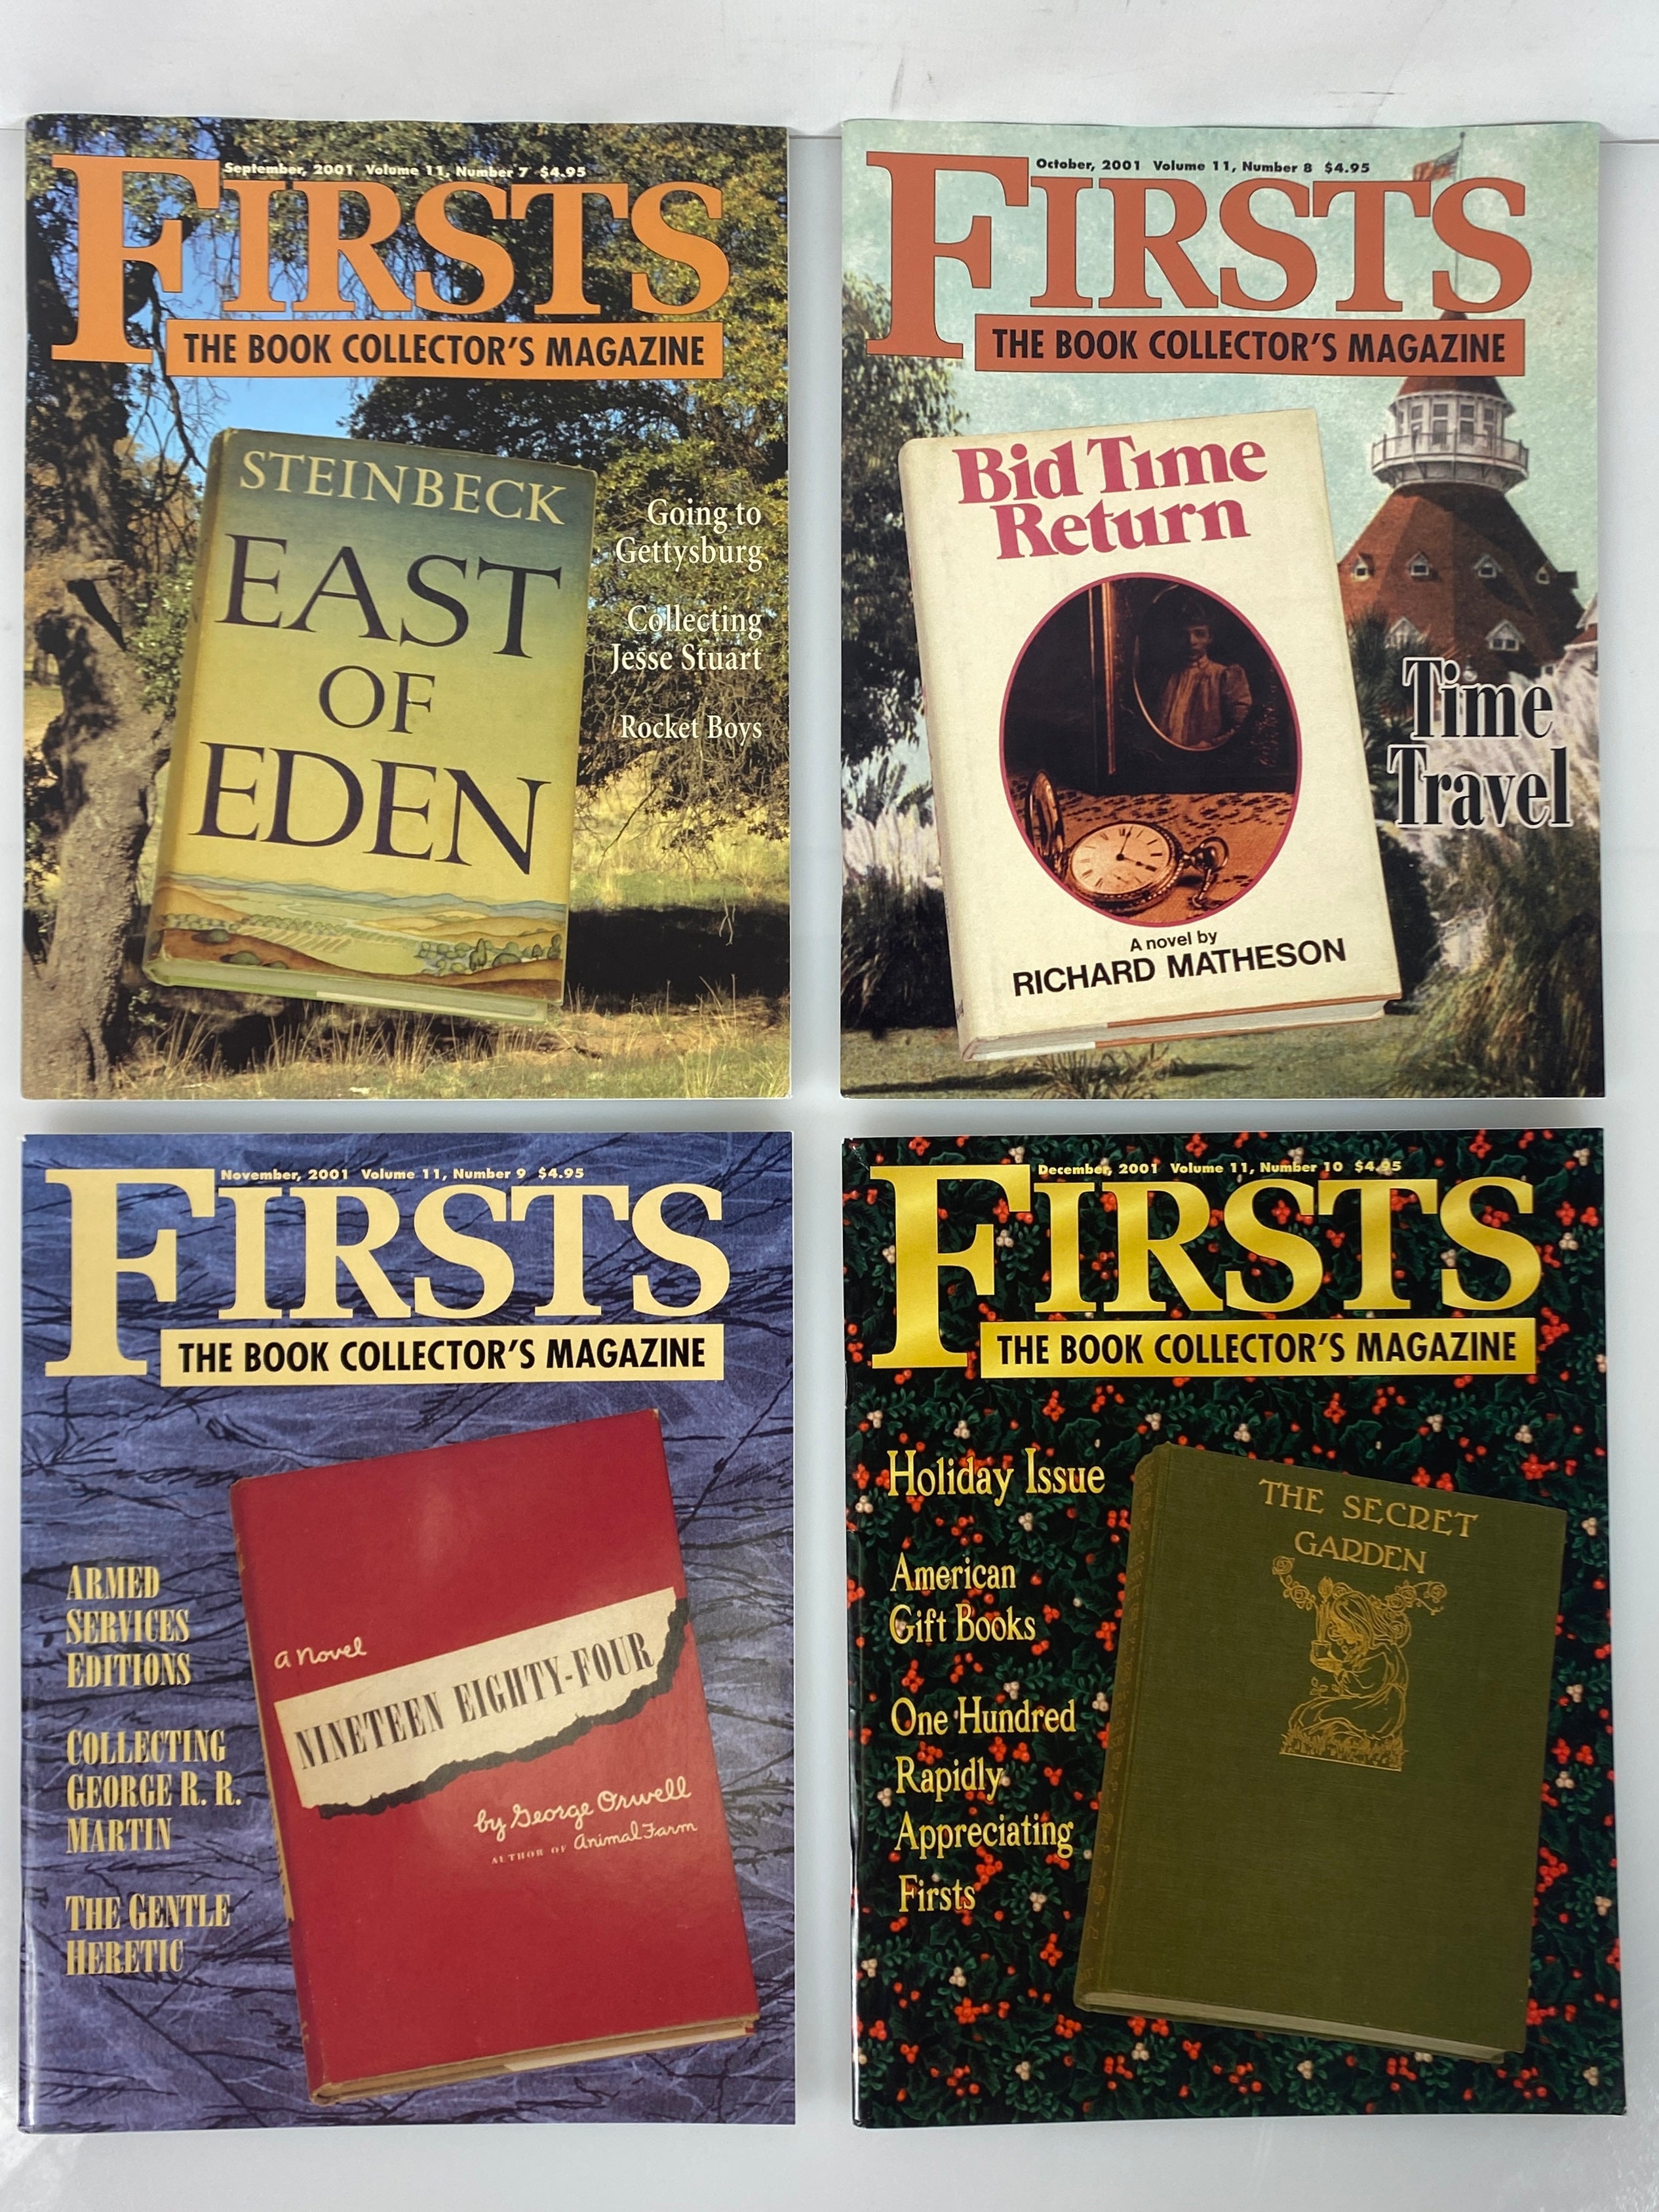 September, 2001 Volume 11, Number 7 $4.95
FIRSTS
THE BOOK COLLECTOR'S MAGAZINE
STEINBECK
EAST
OF
EDEN
Going to
Gettysburg
Collecting
Jesse Stuart
Rocket Boys
October, 2001 Volume 11, Number 8 $4.95
FIRSTS
THE BOOK COLLECTOR'S MAGAZINE
Bid Time
Return
A novel by
RICHARD MATHESON
Time
Travel
November, 2001 Volume 11, Number 9 $4.95
FIRSTS
THE BOOK COLLECTOR'S MAGAZINE
ARMED
SERVICES
EDITIONS
COLLECTING
GEORGE R. R.
MARTIN
THE GENTLE
HERETIC
a Novel
NINETEEN EIGHTY-FOUR
by George Orwell
AUTHOR OF Animal Farm
December, 2001 Volume 11, Number 10 $4.95
FIRSTS
THE BOOK COLLECTOR'S MAGAZINE
Holiday Issue
American
Gift Books
One Hundred
Rapidly
Appreciating
Firsts
THE SECRET
GARDEN